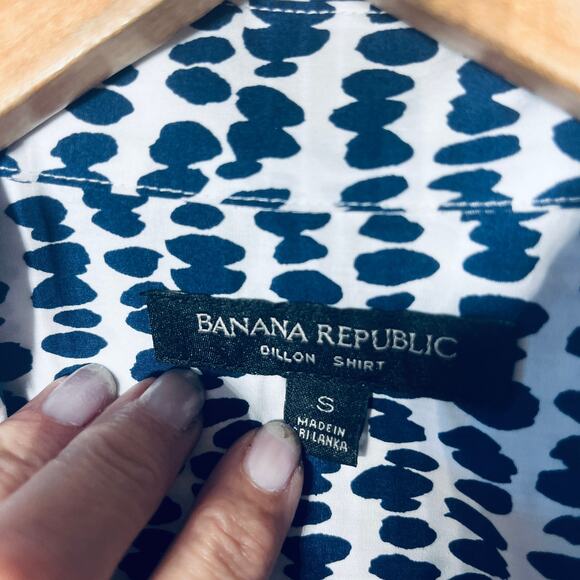 BANANA REPUBLIC
DILLON SHIRT
S
MADE IN
SRI LANKA